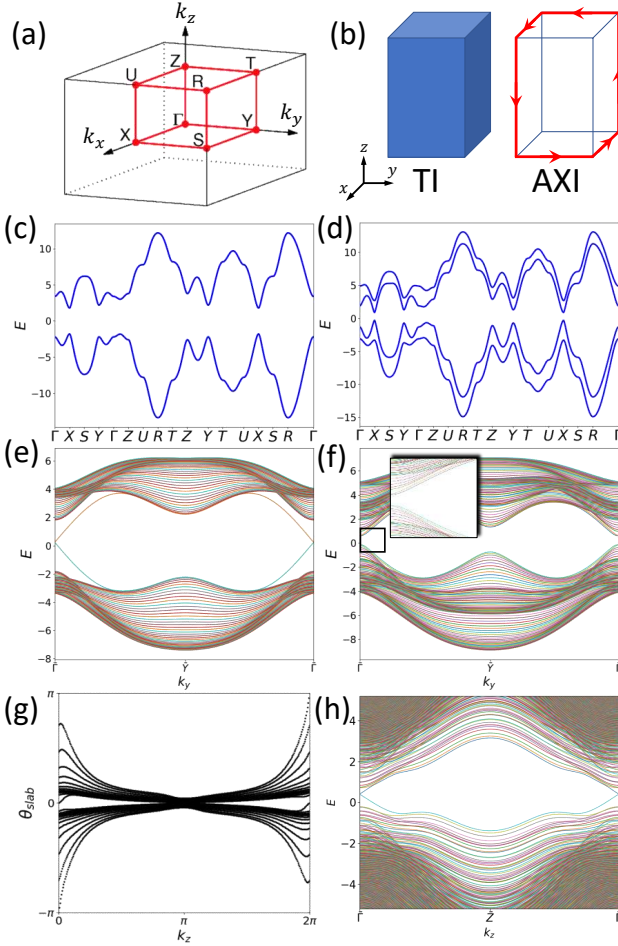 (a)
k_z
Z
T
U
R
Γ
Y
k_y
X
S
k_x
(b)
z
y
x
TI
AXI
(c)
10
5
0
−5
−10
E
Γ X S Y Γ Z U R T Z Y T U X S R Γ
(d)
15
10
5
0
−5
−10
−15
E
Γ X S Y Γ Z U R T Z Y T U X S R Γ
(e)
6
4
2
0
−2
−4
−6
−8
E
Γ̄ Ȳ Γ̄
k_y
(f)
6
4
2
0
−2
−4
−6
−8
E
Γ̄ Ȳ
k_y
(g)
π
0
−π
θ_slab
0 π 2π
k_z
(h)
4
2
0
−2
−4
E
Γ̄ Z̄
k_z